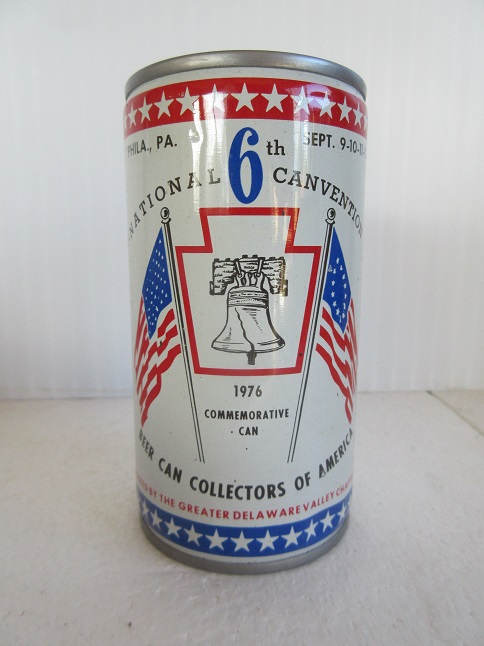 PHILA., PA. SEPT. 9-10-11
6th
NATIONAL CANVENTION
1976
COMMEMORATIVE
CAN
BEER CAN COLLECTORS OF AMERICA
BY THE GREATER DELAWARE VALLEY